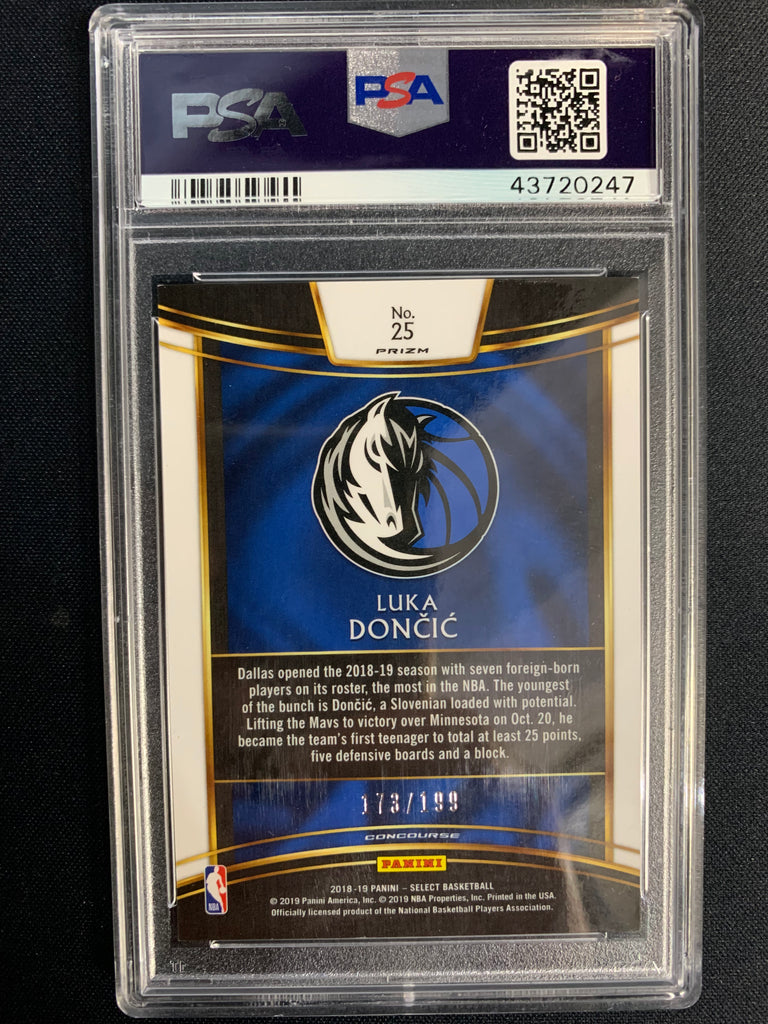 PSA
PSA
43720247
No.
25
PRIZM
LUKA
DONČIĆ
Dallas opened the 2018-19 season with seven foreign-born
players on its roster, the most in the NBA. The youngest
of the bunch is Dončić, a Slovenian loaded with potential.
Lifting the Mavs to victory over Minnesota on Oct. 20, he
became the team's first teenager to total at least 25 points,
five defensive boards and a block.
173/199
CONCOURSE
PANINI
NBA
2018-19 PANINI – SELECT BASKETBALL
© 2019 Panini America, Inc. © 2019 NBA Properties, Inc. Printed in the USA.
Officially licensed product of the National Basketball Players Association.